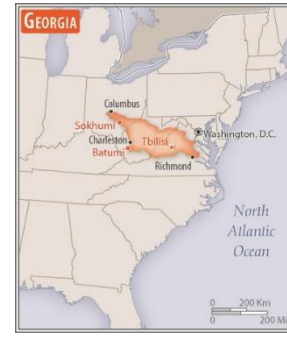 GEORGIA
Columbus
Sokhumi
Washington, D.C.
Charleston
Tbilisi
Batumi
Richmond
North
Atlantic
Ocean
0 200 Km
0 200 Mi